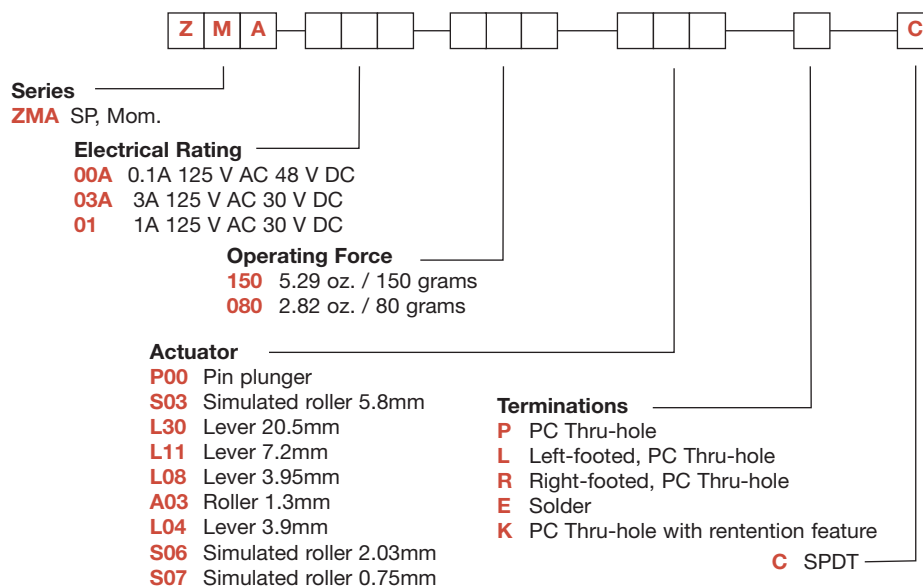 Z M A C
Series
ZMA SP, Mom.
Electrical Rating
00A 0.1A 125 V AC 48 V DC
03A 3A 125 V AC 30 V DC
01 1A 125 V AC 30 V DC
Operating Force
150 5.29 oz. / 150 grams
080 2.82 oz. / 80 grams
Actuator
P00 Pin plunger
S03 Simulated roller 5.8mm
L30 Lever 20.5mm
L11 Lever 7.2mm
L08 Lever 3.95mm
A03 Roller 1.3mm
L04 Lever 3.9mm
S06 Simulated roller 2.03mm
S07 Simulated roller 0.75mm
Terminations
P PC Thru-hole
L Left-footed, PC Thru-hole
R Right-footed, PC Thru-hole
E Solder
K PC Thru-hole with rentention feature
C SPDT